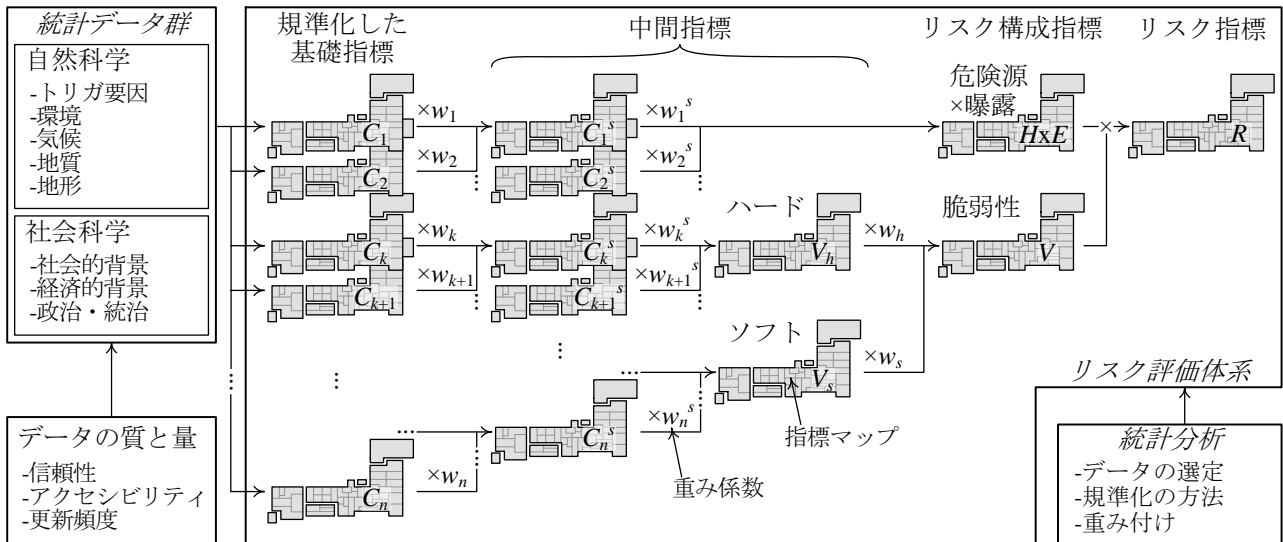 統計データ群
自然科学
-トリガ要因
-環境
-気候
-地質
-地形
社会科学
-社会的背景
-経済的背景
-政治・統治
データの質と量
-信頼性
-アクセシビリティ
-更新頻度
規準化した
基礎指標
中間指標
リスク構成指標
リスク指標
危険源
×曝露
C₁
×w₁
C₁ˢ
×w₁ˢ
HxE
×
R
C₂
×w₂
C₂ˢ
×w₂ˢ
ハード
脆弱性
Cₖ
×wₖ
Cₖˢ
×wₖˢ
Vₕ
×wₕ
V
Cₖ₊₁
×wₖ₊₁
Cₖ₊₁ˢ
×wₖ₊₁ˢ
ソフト
Vₛ
×wₛ
指標マップ
Cₙˢ
×wₙˢ
重み係数
Cₙ
×wₙ
リスク評価体系
統計分析
-データの選定
-規準化の方法
-重み付け